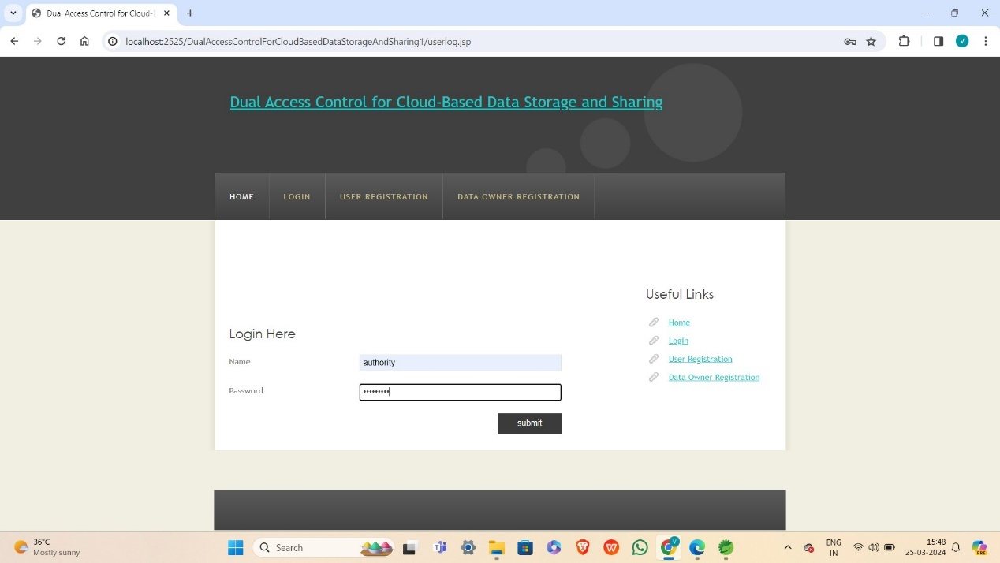 Dual Access Control for Cloud-
localhost:2525/DualAccessControlForCloudBasedDataStorageAndSharing1/userlog.jsp
V
Dual Access Control for Cloud-Based Data Storage and Sharing
HOME LOGIN USER REGISTRATION DATA OWNER REGISTRATION
Useful Links
Home
Login
User Registration
Data Owner Registration
Login Here
Name authority
Password •••••••••
submit
36°C
Mostly sunny
Search
V
ENG
IN
15:48
25-03-2024
PRE